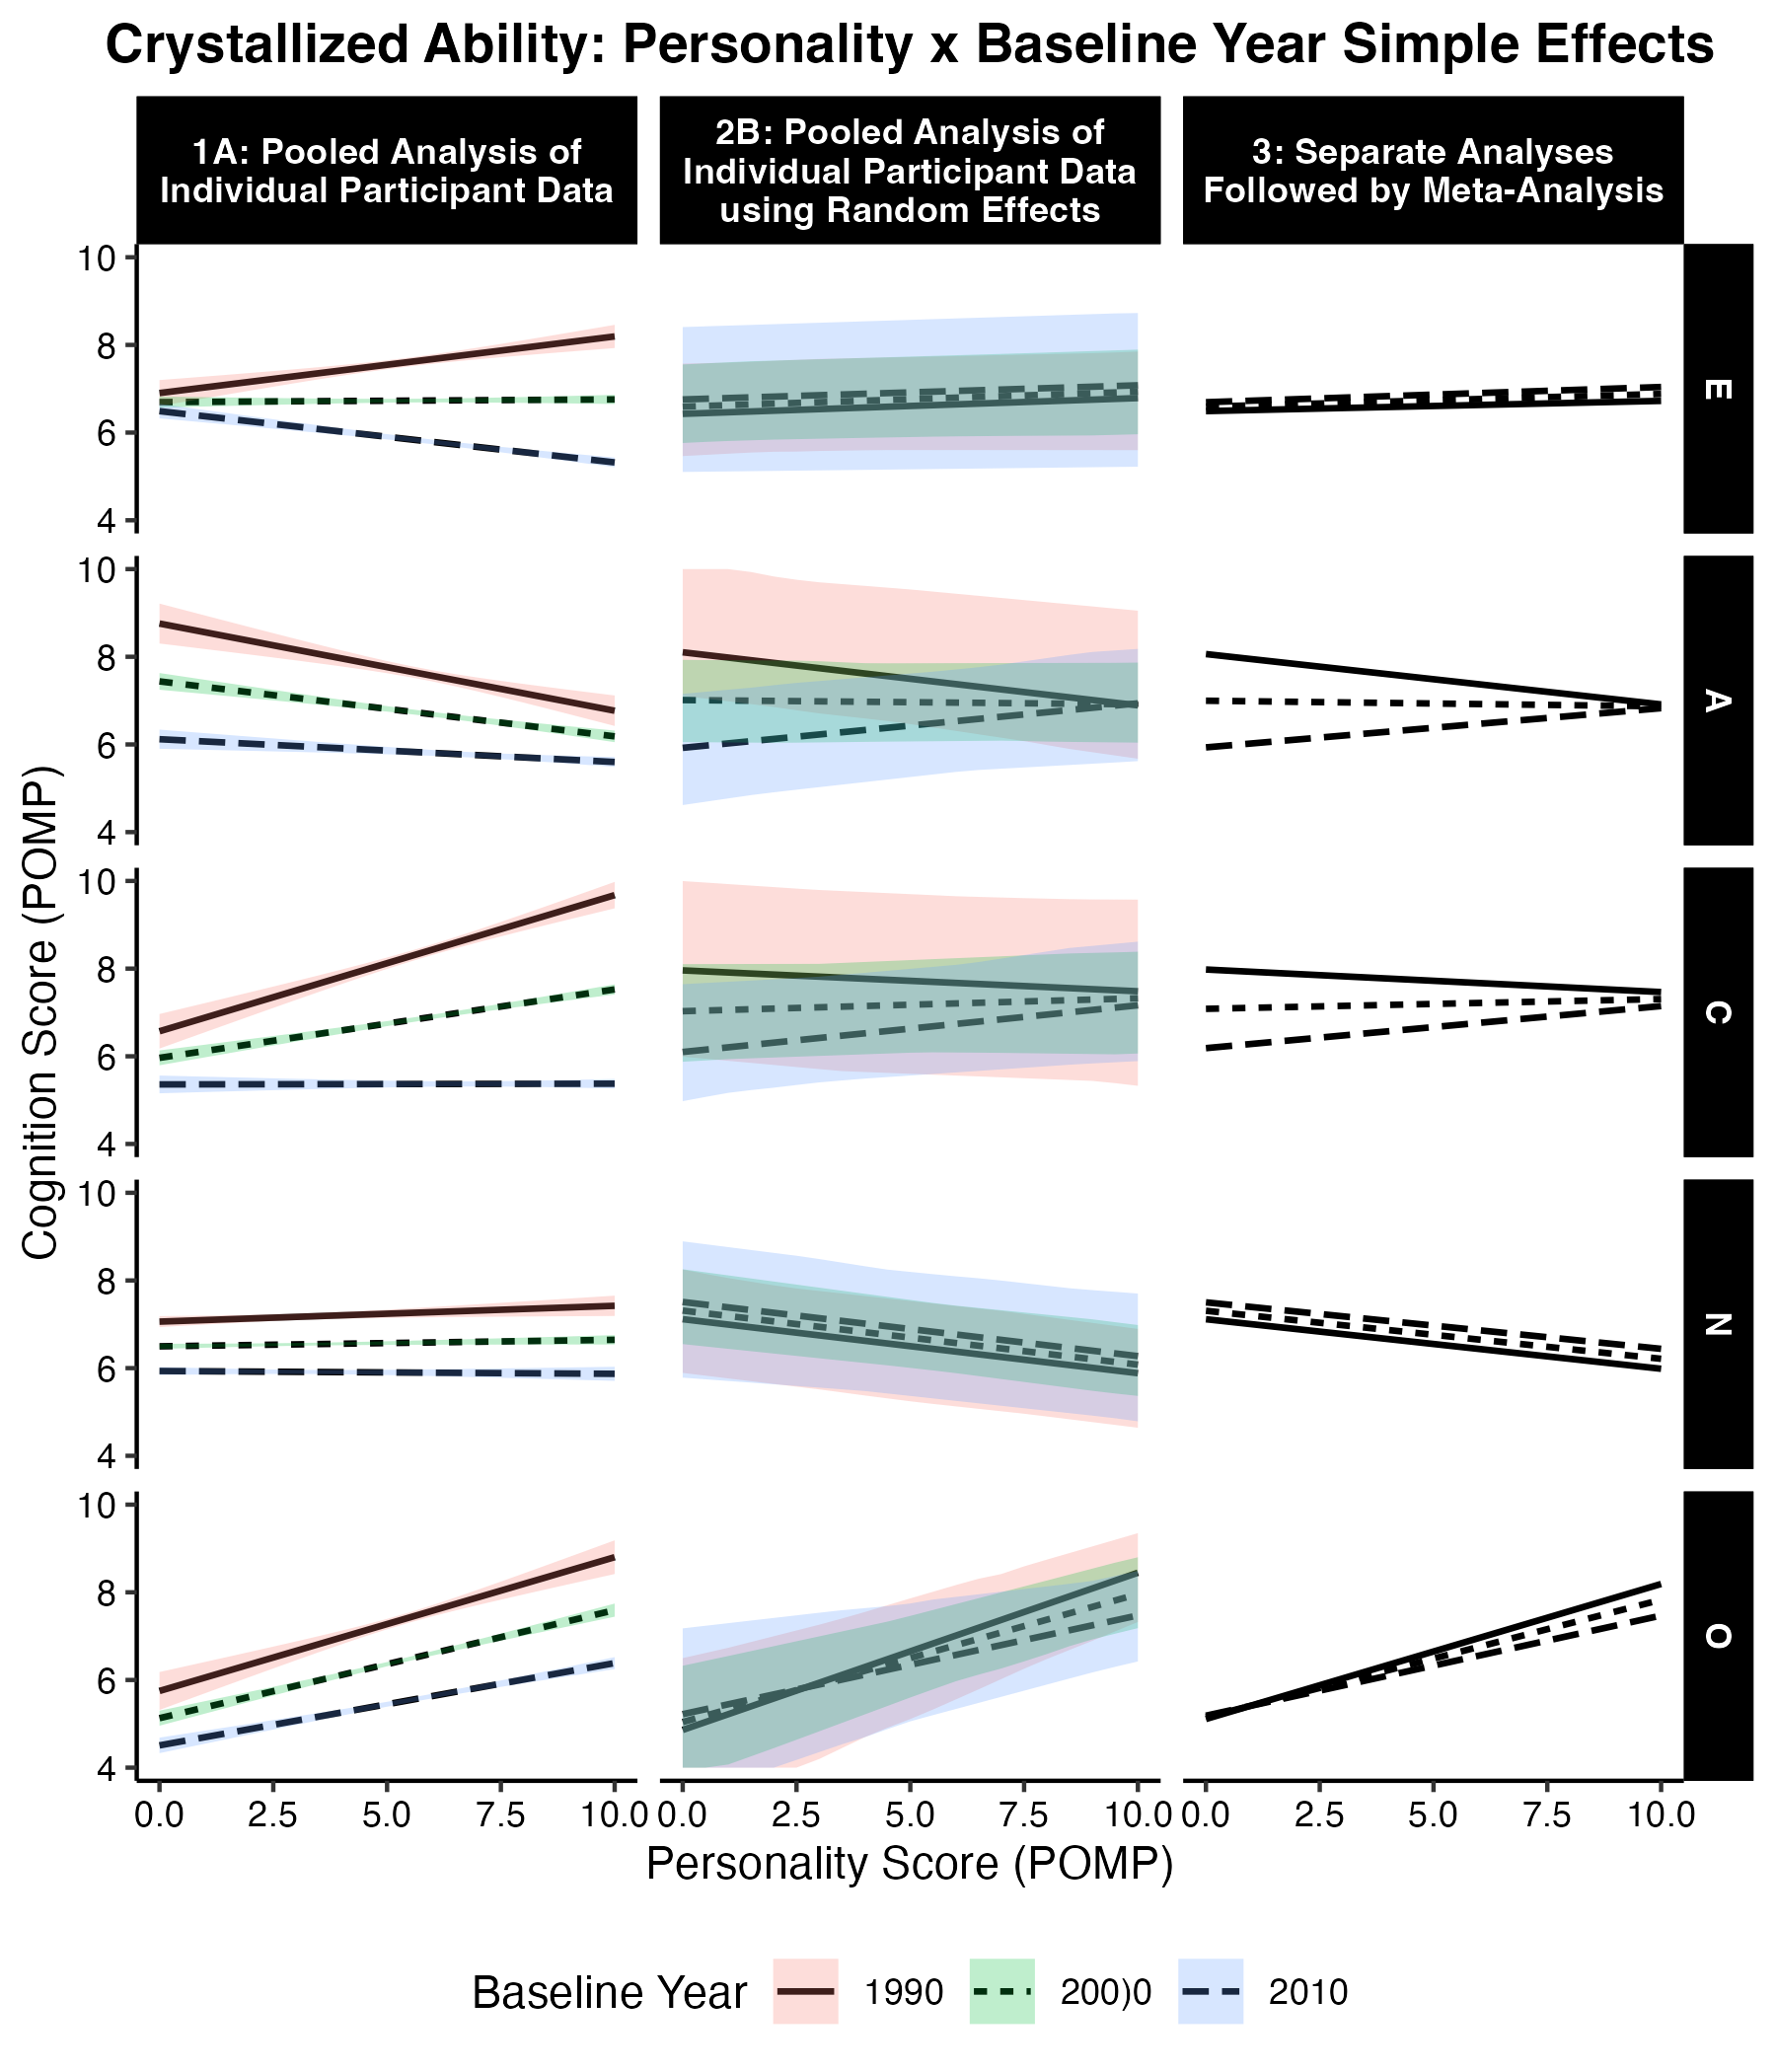 Crystallized Ability: Personality x Baseline Year Simple Effects
1A: Pooled Analysis of
Individual Participant Data
2B: Pooled Analysis of
Individual Participant Data
using Random Effects
3: Separate Analyses
Followed by Meta-Analysis
Cognition Score (POMP)
10
8
6
4
E
10
8
6
4
A
10
8
6
4
C
10
8
6
4
N
10
8
6
4
O
0.0 2.5 5.0 7.5 10.0 0.0 2.5 5.0 7.5 10.0 0.0 2.5 5.0 7.5 10.0
Personality Score (POMP)
Baseline Year 1990 200)0 2010